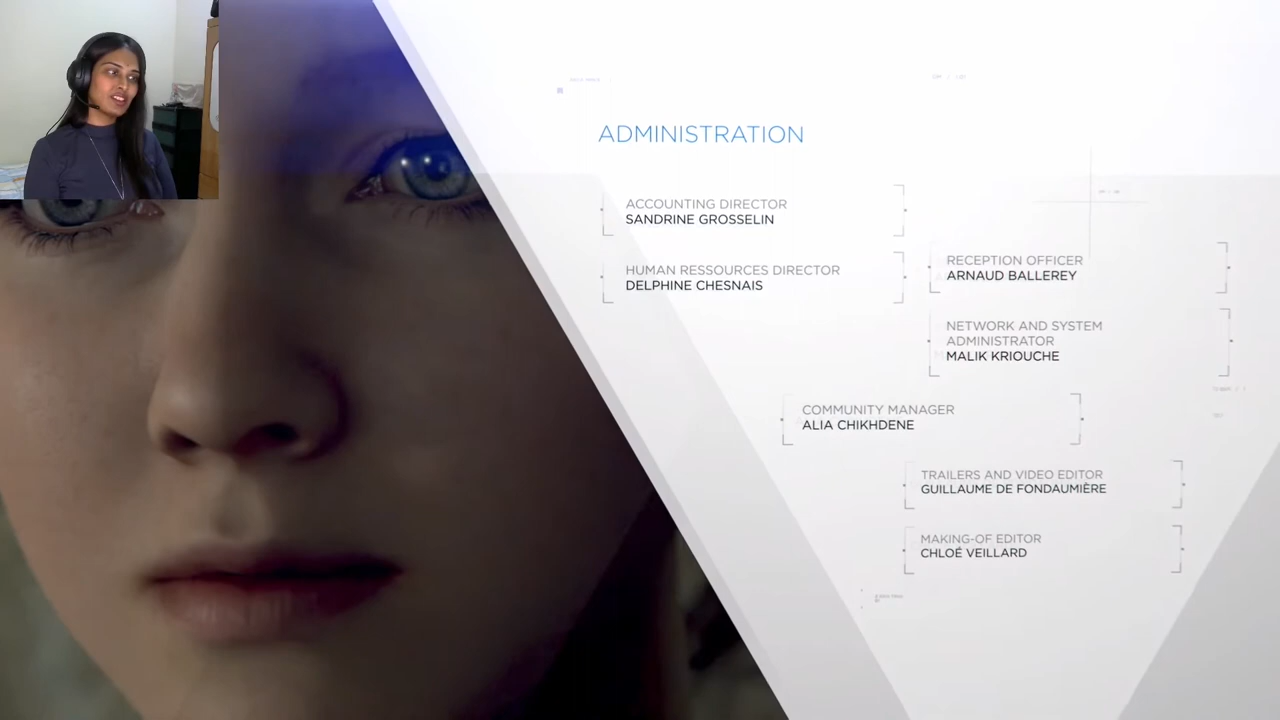 ADMINISTRATION
ACCOUNTING DIRECTOR
SANDRINE GROSSELIN
HUMAN RESSOURCES DIRECTOR
DELPHINE CHESNAIS
RECEPTION OFFICER
ARNAUD BALLEREY
NETWORK AND SYSTEM
ADMINISTRATOR
MALIK KRIOUCHE
COMMUNITY MANAGER
ALIA CHIKHDENE
TRAILERS AND VIDEO EDITOR
GUILLAUME DE FONDAUMIÈRE
MAKING-OF EDITOR
CHLOÉ VEILLARD